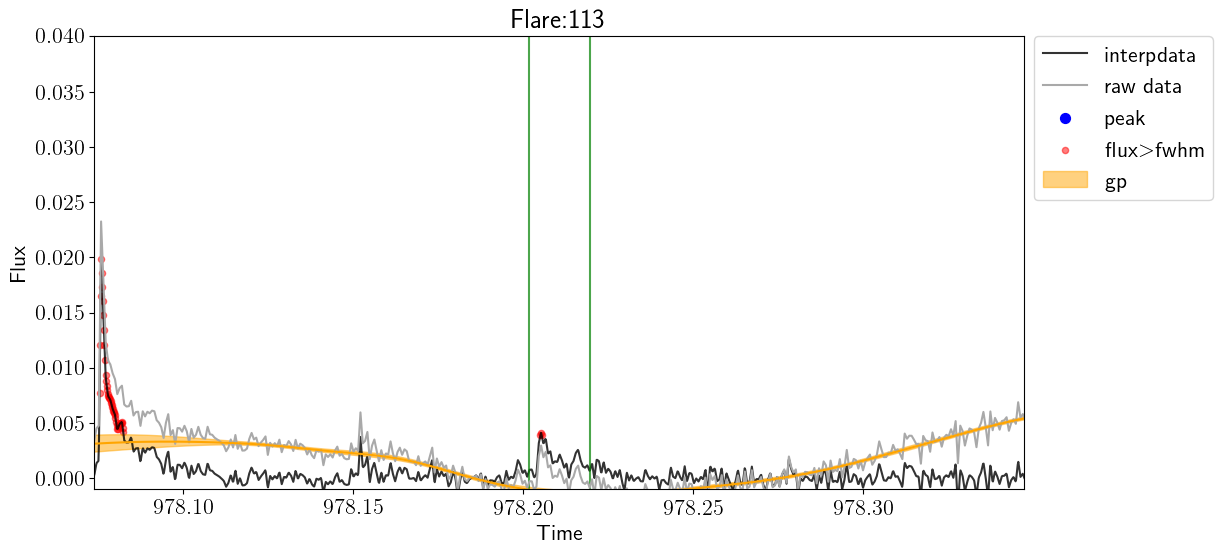 Flare:113
0.040
0.035
0.030
0.025
0.020
0.015
0.010
0.005
0.000
Flux
978.10 978.15 978.20 978.25 978.30
Time
interpdata
raw data
peak
flux>fwhm
gp